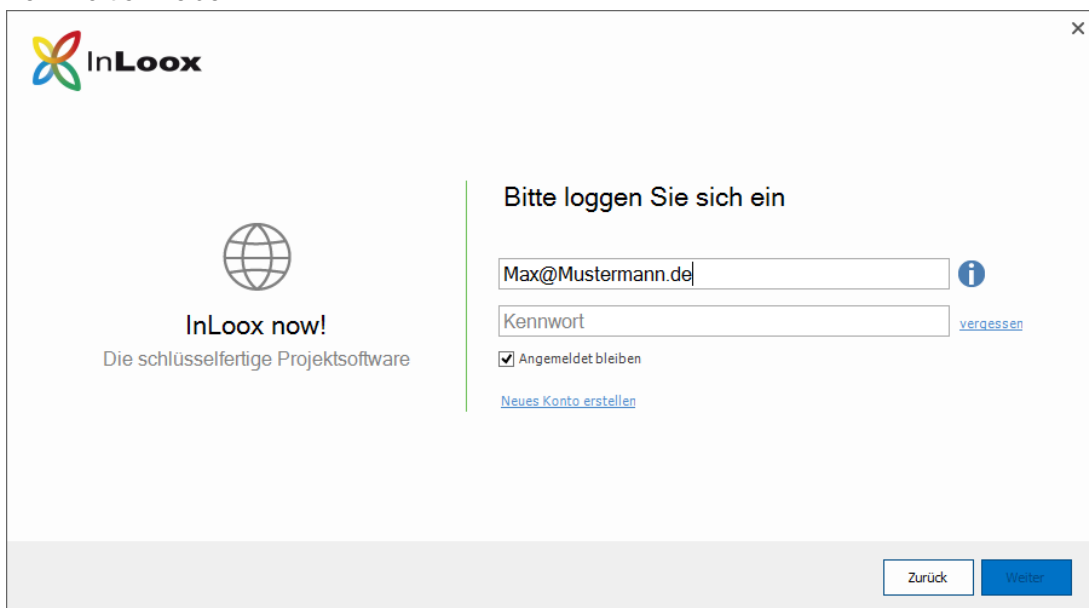 InLoox
Bitte loggen Sie sich ein
Max@Mustermann.de
InLoox now!
Kennwort
vergessen
Die schlüsselfertige Projektsoftware
Angemeldet bleiben
Neues Konto erstellen
Zurück
Weiter